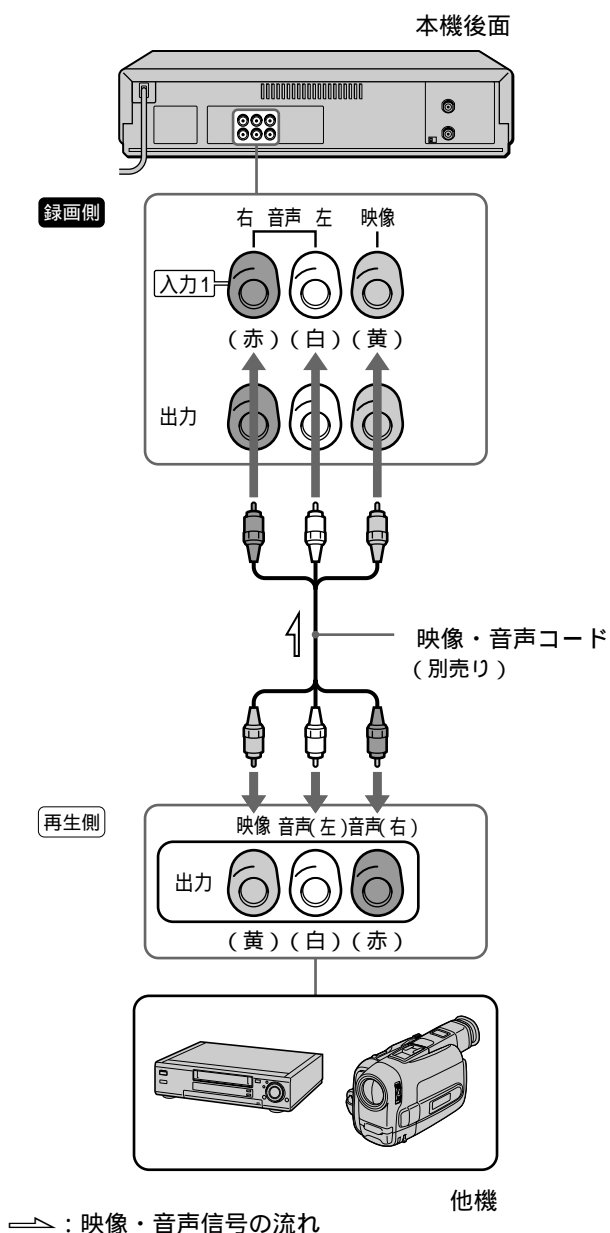 本機後面
録画側
右 音声 左 映像
入力1
(赤)(白)(黄)
出力
映像・音声コード
(別売り)
再生側
映像 音声(左)音声(右)
出力
(黄)(白)(赤)
他機
:映像・音声信号の流れ